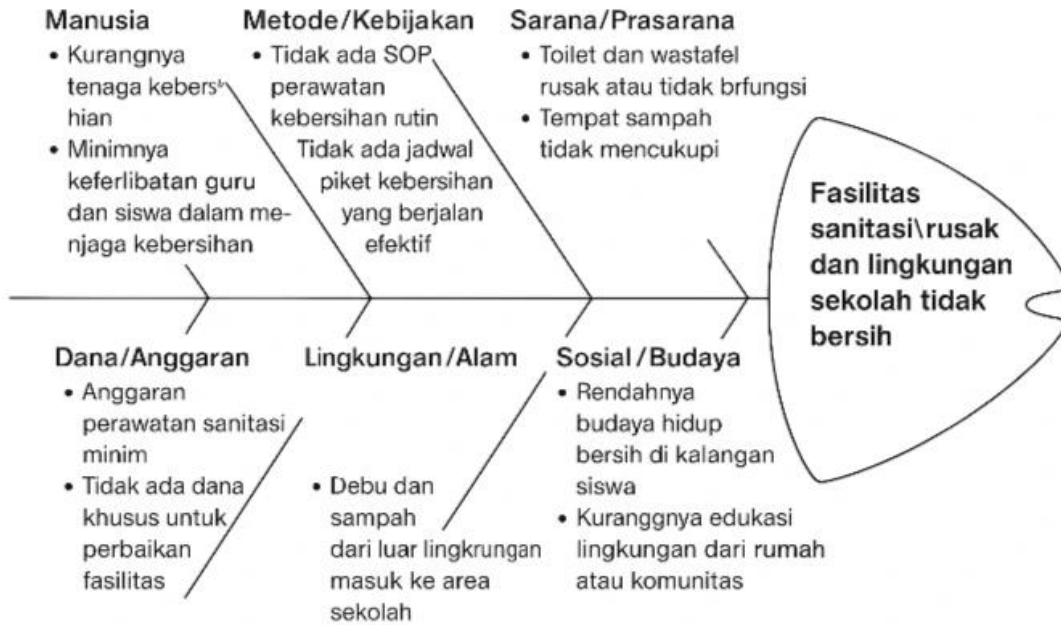 Manusia
• Kurangnya
tenaga kebers
hian
• Minimnya
keferlibatan guru
dan siswa dalam me-
njaga kebersihan
Metode/Kebijakan
• Tidak ada SOP
perawatan
kebersihan rutin
Tidak ada jadwal
piket kebersihan
yang berjalan
efektif
Sarana/Prasarana
• Toilet dan wastafel
rusak atau tidak brfungsi
• Tempat sampah
tidak mencukupi
Fasilitas
sanitasi\rusak
dan lingkungan
sekolah tidak
bersih
Dana/Anggaran
• Anggaran
perawatan sanitasi
minim
• Tidak ada dana
khusus untuk
perbaikan
fasilitas
Lingkungan/Alam
• Debu dan
sampah
dari luar lingkrungan
masuk ke area
sekolah
Sosial/Budaya
• Rendahnya
budaya hidup
bersih di kalangan
siswa
• Kuranggnya edukasi
lingkungan dari rumah
atau komunitas